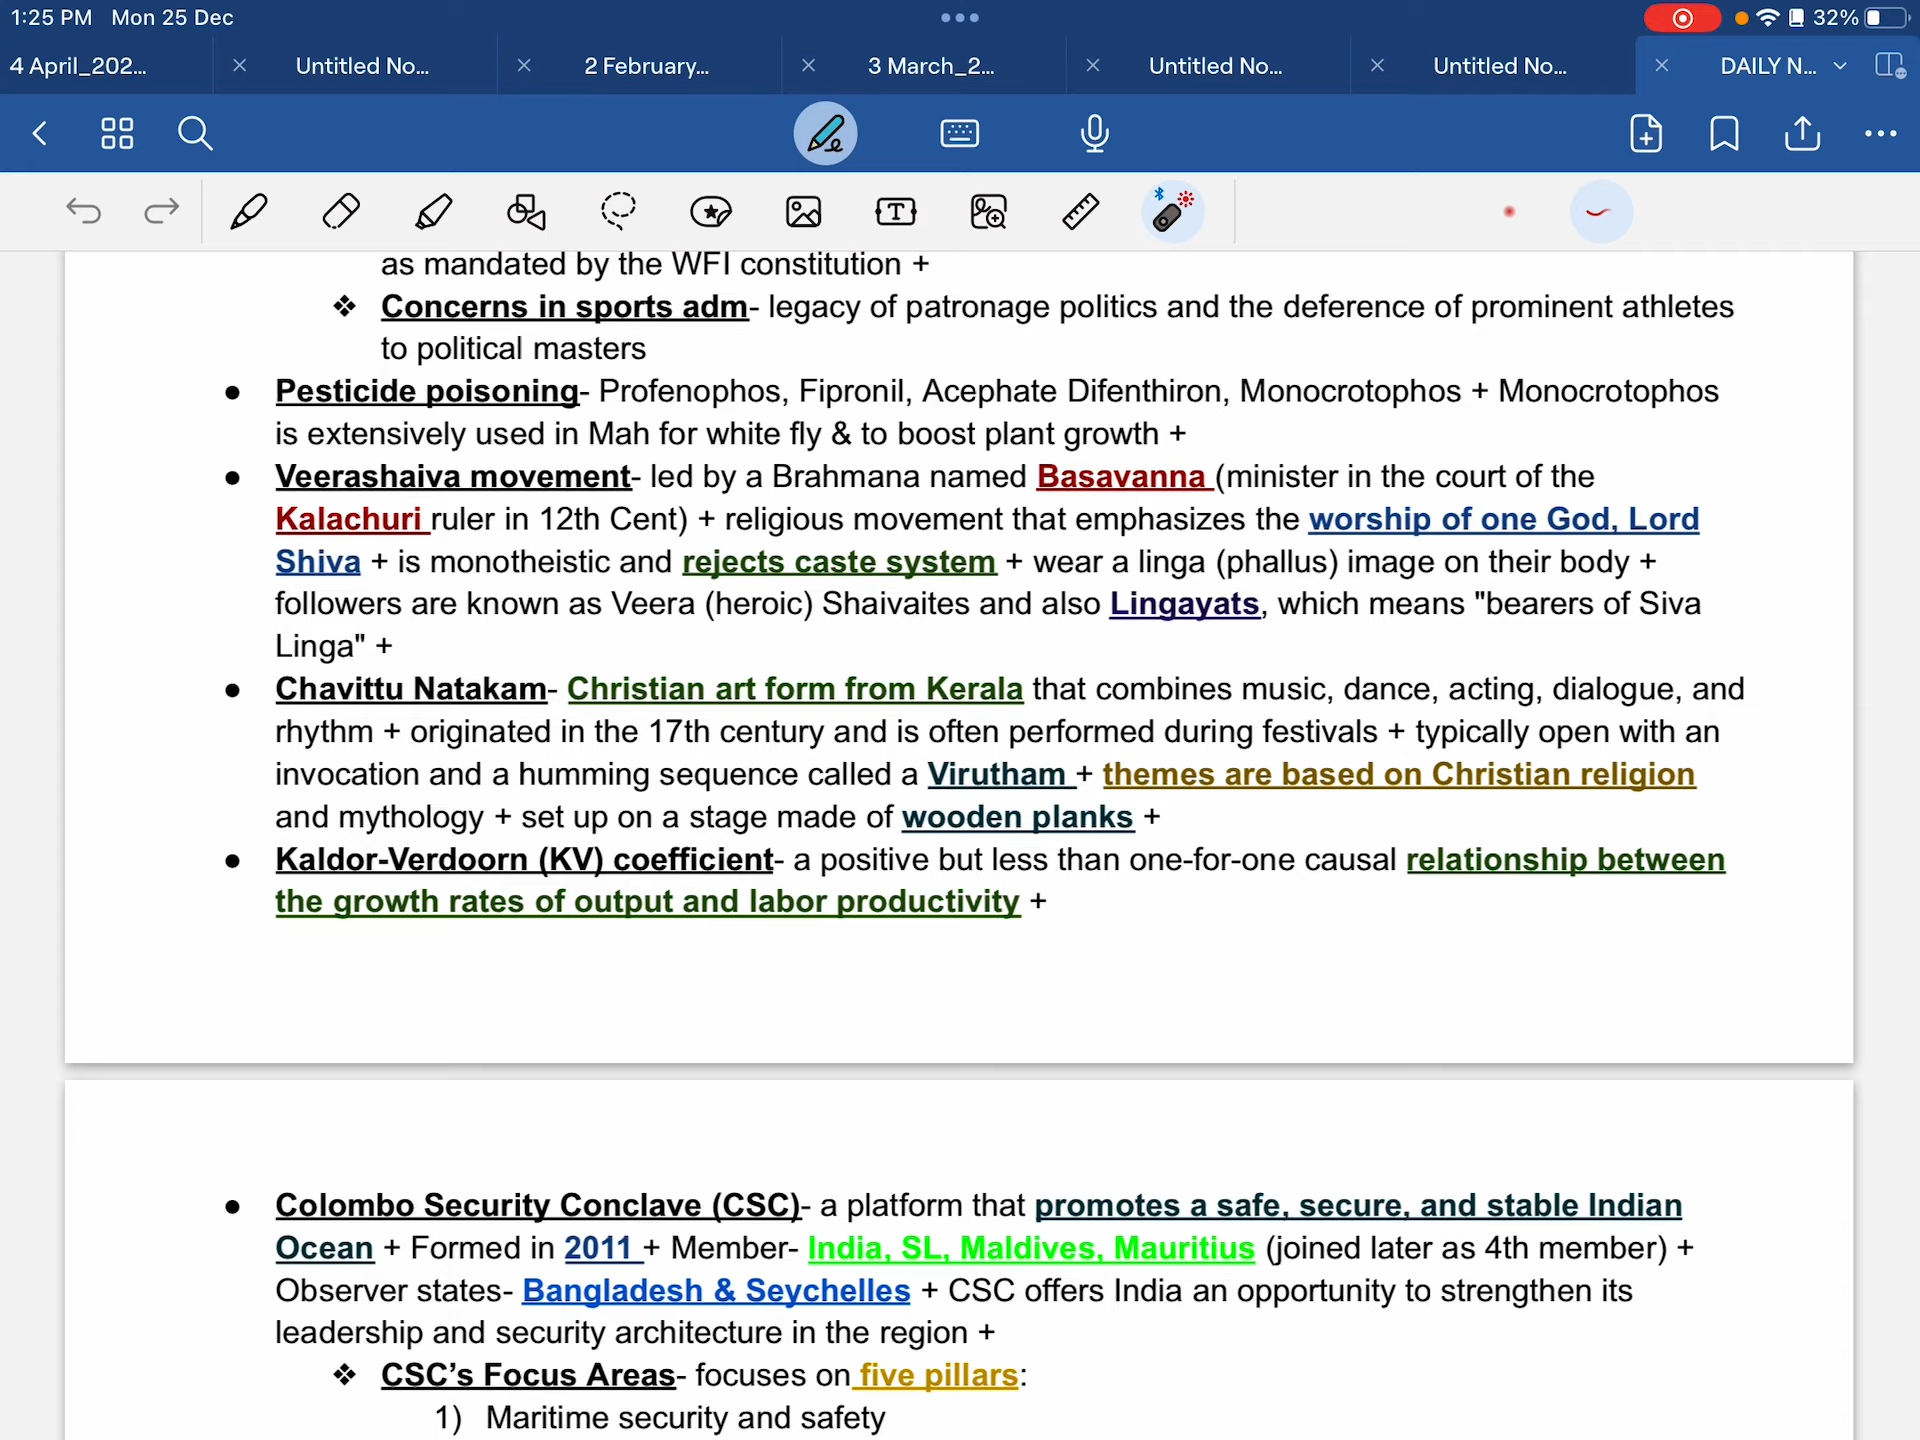 1:25 PM Mon 25 Dec
32%
4 April_202...
Untitled No...
2 February...
3 March_2...
Untitled No...
Untitled No...
DAILY N...
as mandated by the WFI constitution +
❖ Concerns in sports adm- legacy of patronage politics and the deference of prominent athletes
to political masters
● Pesticide poisoning- Profenophos, Fipronil, Acephate Difenthiron, Monocrotophos + Monocrotophos
is extensively used in Mah for white fly & to boost plant growth +
● Veerashaiva movement- led by a Brahmana named Basavanna (minister in the court of the
Kalachuri ruler in 12th Cent) + religious movement that emphasizes the worship of one God, Lord
Shiva + is monotheistic and rejects caste system + wear a linga (phallus) image on their body +
followers are known as Veera (heroic) Shaivaites and also Lingayats, which means "bearers of Siva
Linga" +
● Chavittu Natakam- Christian art form from Kerala that combines music, dance, acting, dialogue, and
rhythm + originated in the 17th century and is often performed during festivals + typically open with an
invocation and a humming sequence called a Virutham + themes are based on Christian religion
and mythology + set up on a stage made of wooden planks +
● Kaldor-Verdoorn (KV) coefficient- a positive but less than one-for-one causal relationship between
the growth rates of output and labor productivity +
● Colombo Security Conclave (CSC)- a platform that promotes a safe, secure, and stable Indian
Ocean + Formed in 2011 + Member- India, SL, Maldives, Mauritius (joined later as 4th member) +
Observer states- Bangladesh & Seychelles + CSC offers India an opportunity to strengthen its
leadership and security architecture in the region +
❖ CSC’s Focus Areas- focuses on five pillars:
1) Maritime security and safety